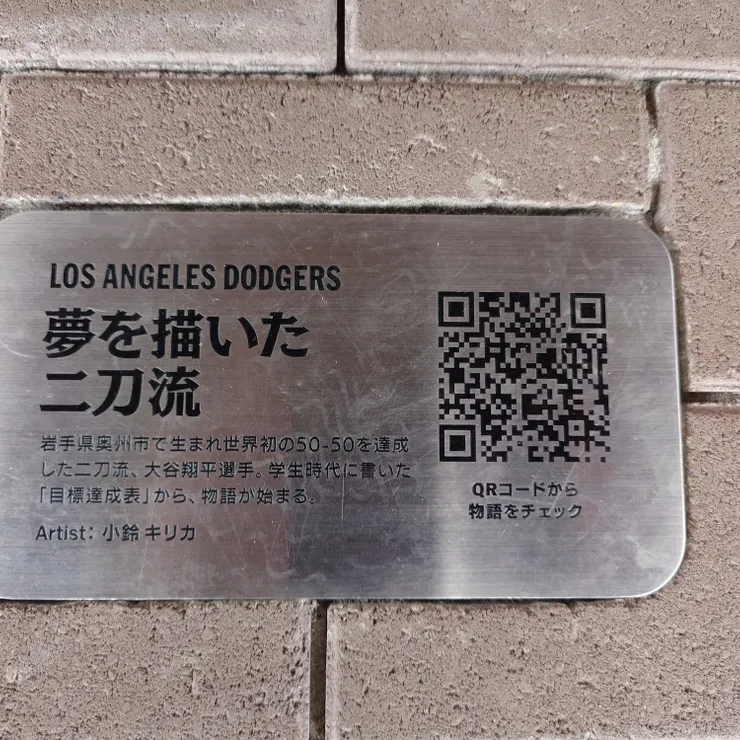 LOS ANGELES DODGERS
夢を描いた
二刀流
岩手県奥州市で生まれ世界初の50-50を達成
した二刀流、大谷翔平選手。学生時代に書いた
「目標達成表」から、物語が始まる。
Artist: 小鈴 キリカ
QRコードから
物語をチェック